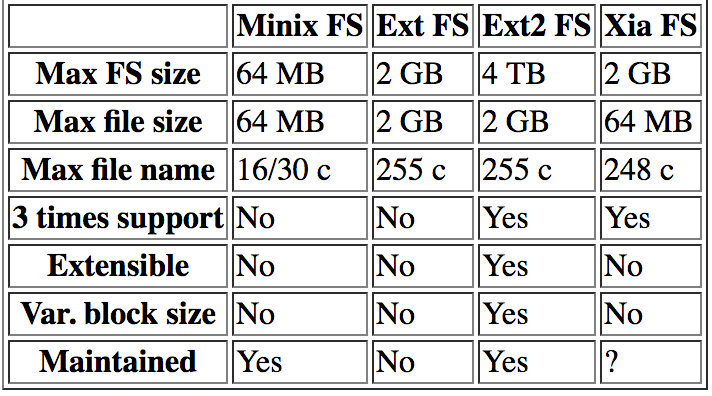 Minix FS Ext FS Ext2 FS Xia FS
Max FS size 64 MB 2 GB 4 TB 2 GB
Max file size 64 MB 2 GB 2 GB 64 MB
Max file name 16/30 c 255 c 255 c 248 c
3 times support No No Yes Yes
Extensible No No Yes No
Var. block size No No Yes No
Maintained Yes No Yes ?